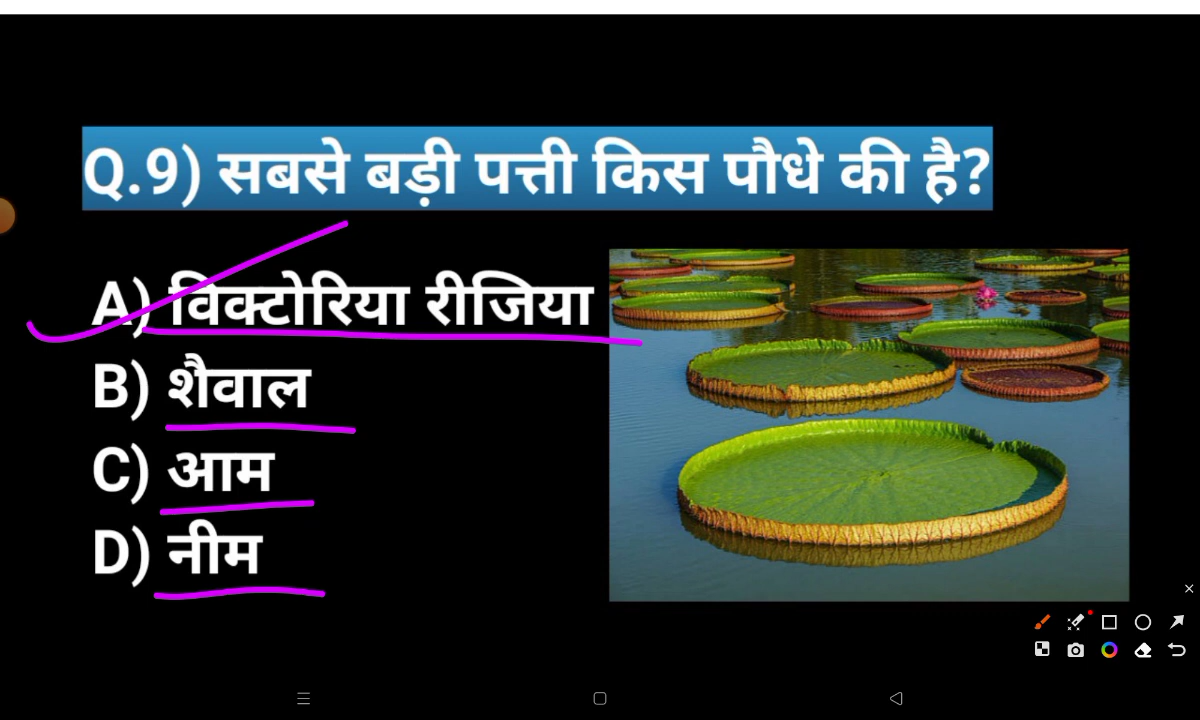 Q.9) सबसे बड़ी पत्ती किस पौधे की है?
A) विक्टोरिया रीजिया
B) शैवाल
C) आम
D) नीम